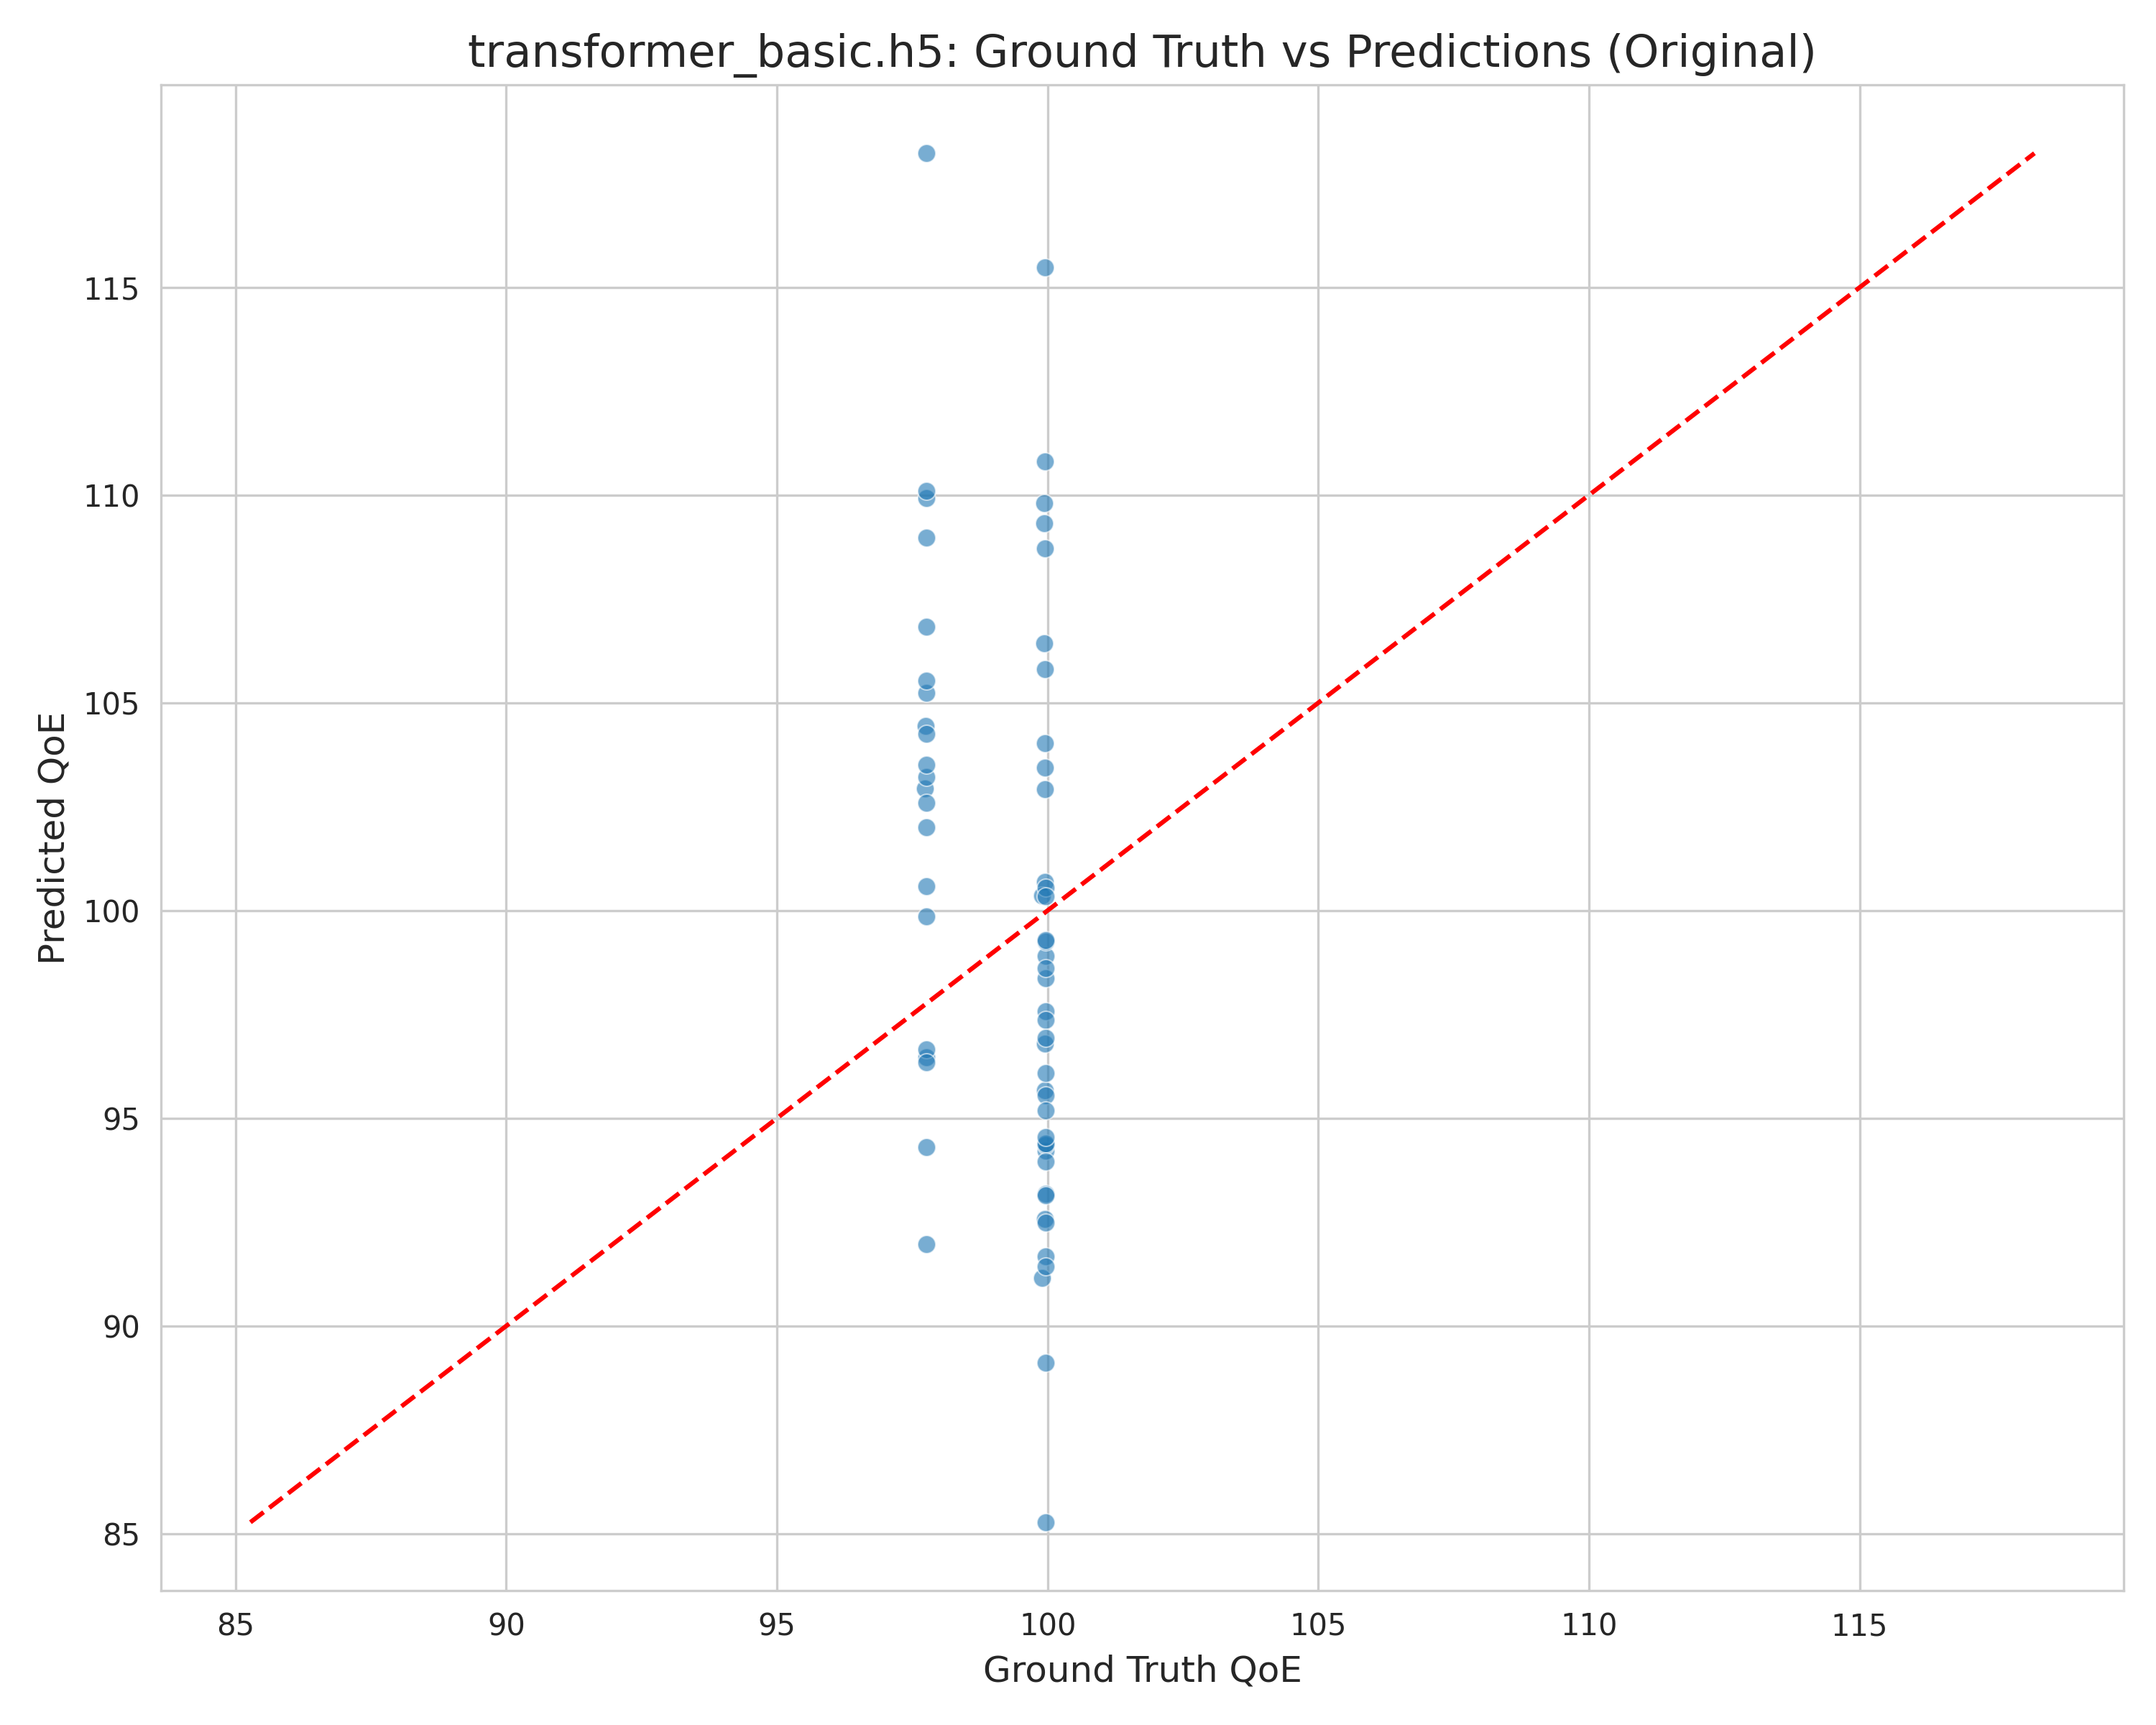 transformer_basic.h5: Ground Truth vs Predictions (Original)
Predicted QoE
115
110
105
100
95
90
85
85 90 95 100 105 110 115
Ground Truth QoE